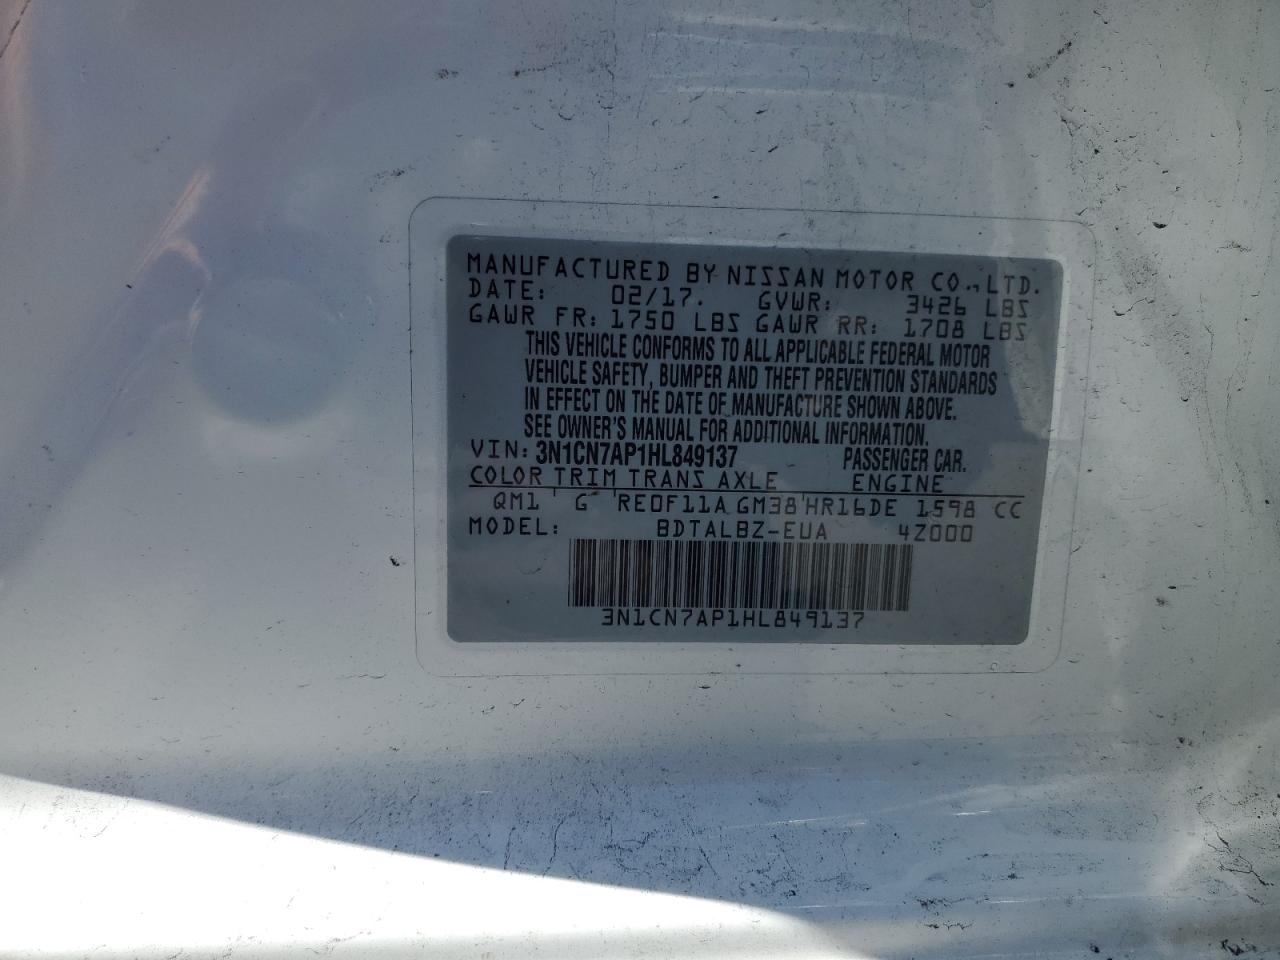 MANUFACTURED BY NISSAN MOTOR CO., LTD.
DATE: 02/17. GVWR: 3426 LBS
GAWR FR: 1750 LBS GAWR RR: 1708 LBS
THIS VEHICLE CONFORMS TO ALL APPLICABLE FEDERAL MOTOR
VEHICLE SAFETY, BUMPER AND THEFT PREVENTION STANDARDS
IN EFFECT ON THE DATE OF MANUFACTURE SHOWN ABOVE.
SEE OWNER'S MANUAL FOR ADDITIONAL INFORMATION.
VIN: 3N1CN7AP1HL849137 PASSENGER CAR.
COLOR TRIM TRANS AXLE ENGINE
QM1 ' G ' RE0F11A GM38 ' HR16DE 1598 CC
MODEL: BDTALBZ-EUA 4Z000
3N1CN7AP1HL849137